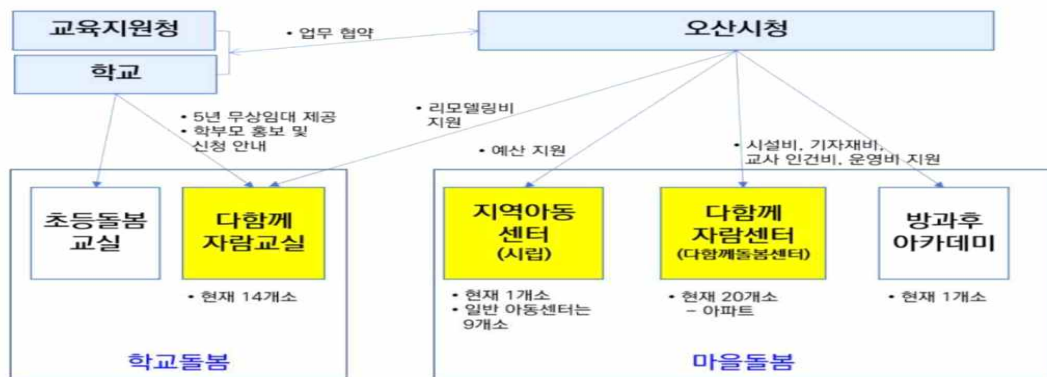 교육지원청
학교
• 업무 협약
오산시청
• 5년 무상임대 제공
• 학부모 홍보 및
신청 안내
• 리모델링비
지원
• 예산 지원
• 시설비, 기자재비,
교사 인건비, 운영비 지원
초등돌봄
교실
다함께
자람교실
• 현재 14개소
학교돌봄
지역아동
센터
(시립)
• 현재 1개소
• 일반 아동센터는
9개소
다함께
자람센터
(다함께돌봄센터)
• 현재 20개소
– 아파트
방과후
아카데미
• 현재 1개소
마을돌봄